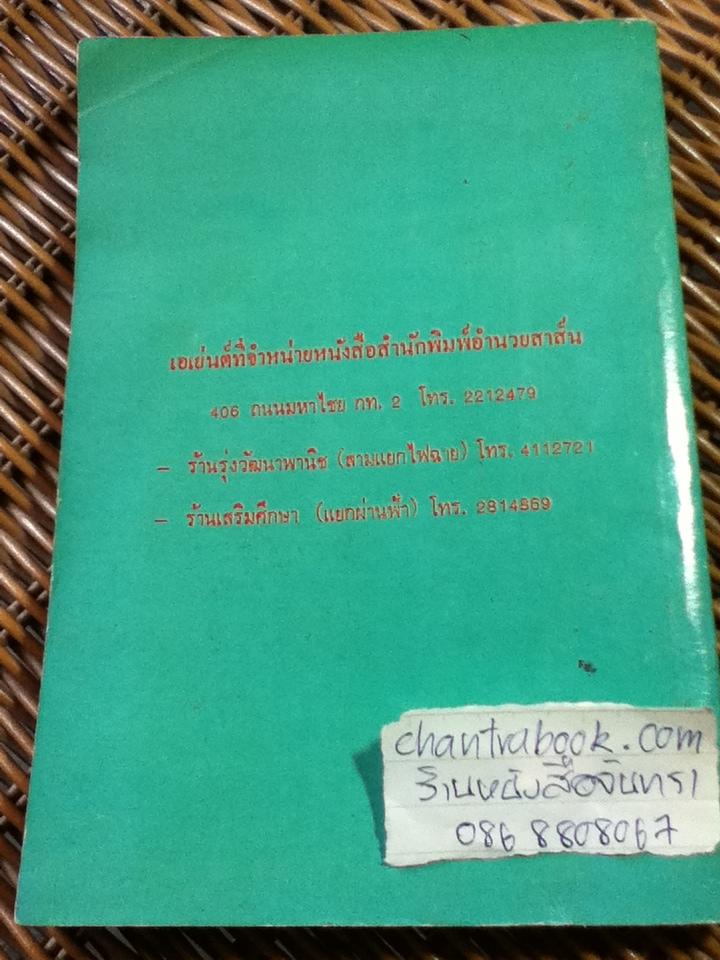 เอเย่นต์ที่จำหน่ายหนังสือสำนักพิมพ์อำนวยสาส์น
406 ถนนมหาไชย กท. 2 โทร. 2212479
– ร้านรุ่งวัฒนาพานิช (สามแยกไฟฉาย) โทร. 4112721
– ร้านเสริมศึกษา (แยกผ่านฟ้า) โทร. 2814569
chantrabook.com
ร้านหนังสือจันทรา
086 8808067